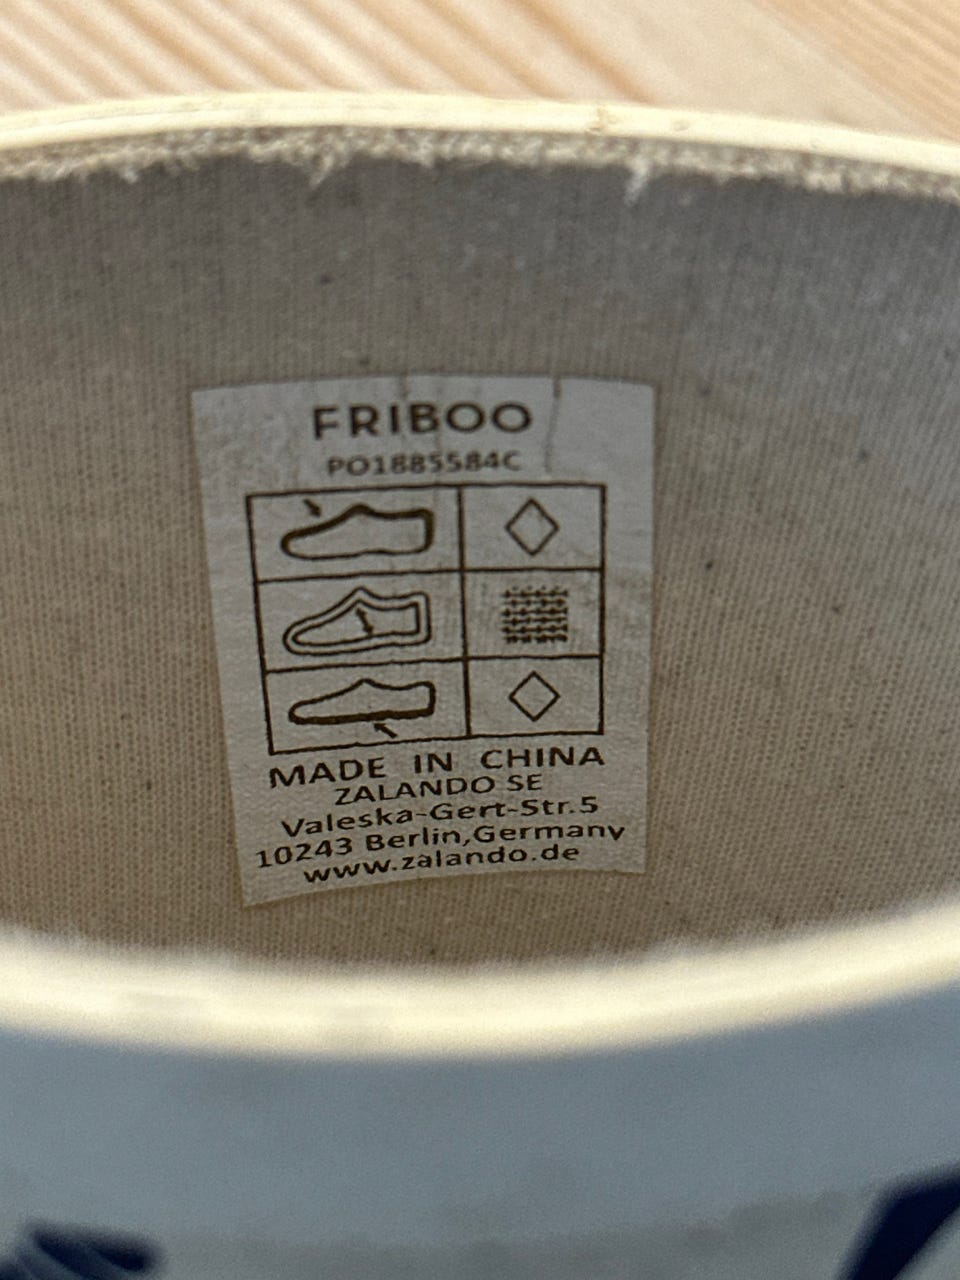 FRIBOO
PO1885584C
MADE IN CHINA
ZALANDO SE
Valeska-Gert-Str.5
10243 Berlin,Germany
www.zalando.de